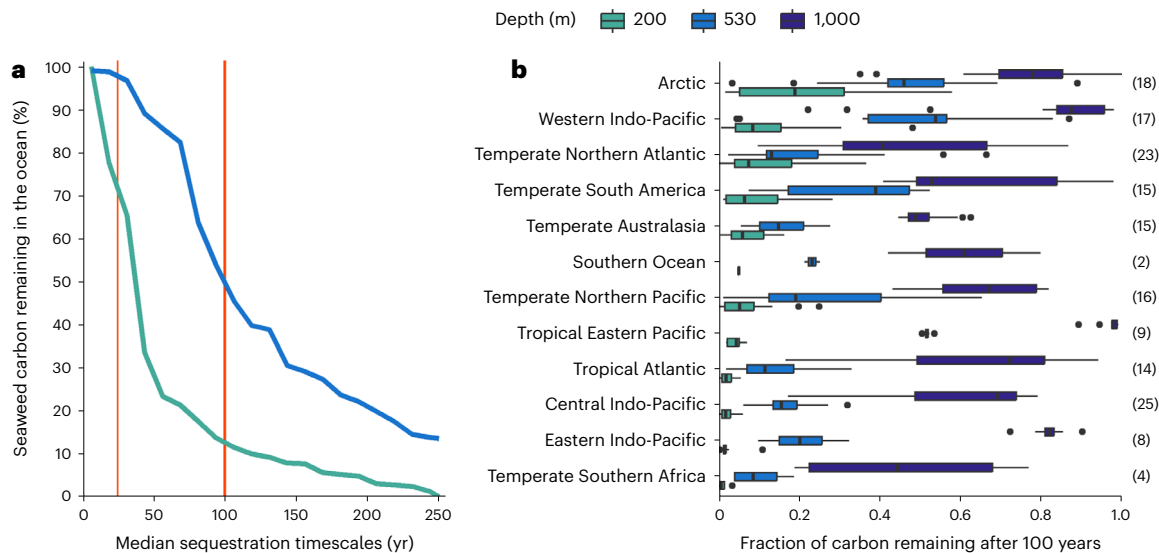 Depth (m) 200 530 1,000
a
Seaweed carbon remaining in the ocean (%)
100
90
80
70
60
50
40
30
20
10
0
0 50 100 150 200 250
Median sequestration timescales (yr)
b
Arctic (18)
Western Indo-Pacific (17)
Temperate Northern Atlantic (23)
Temperate South America (15)
Temperate Australasia (15)
Southern Ocean (2)
Temperate Northern Pacific (16)
Tropical Eastern Pacific (9)
Tropical Atlantic (14)
Central Indo-Pacific (25)
Eastern Indo-Pacific (8)
Temperate Southern Africa (4)
0 0.2 0.4 0.6 0.8 1.0
Fraction of carbon remaining after 100 years